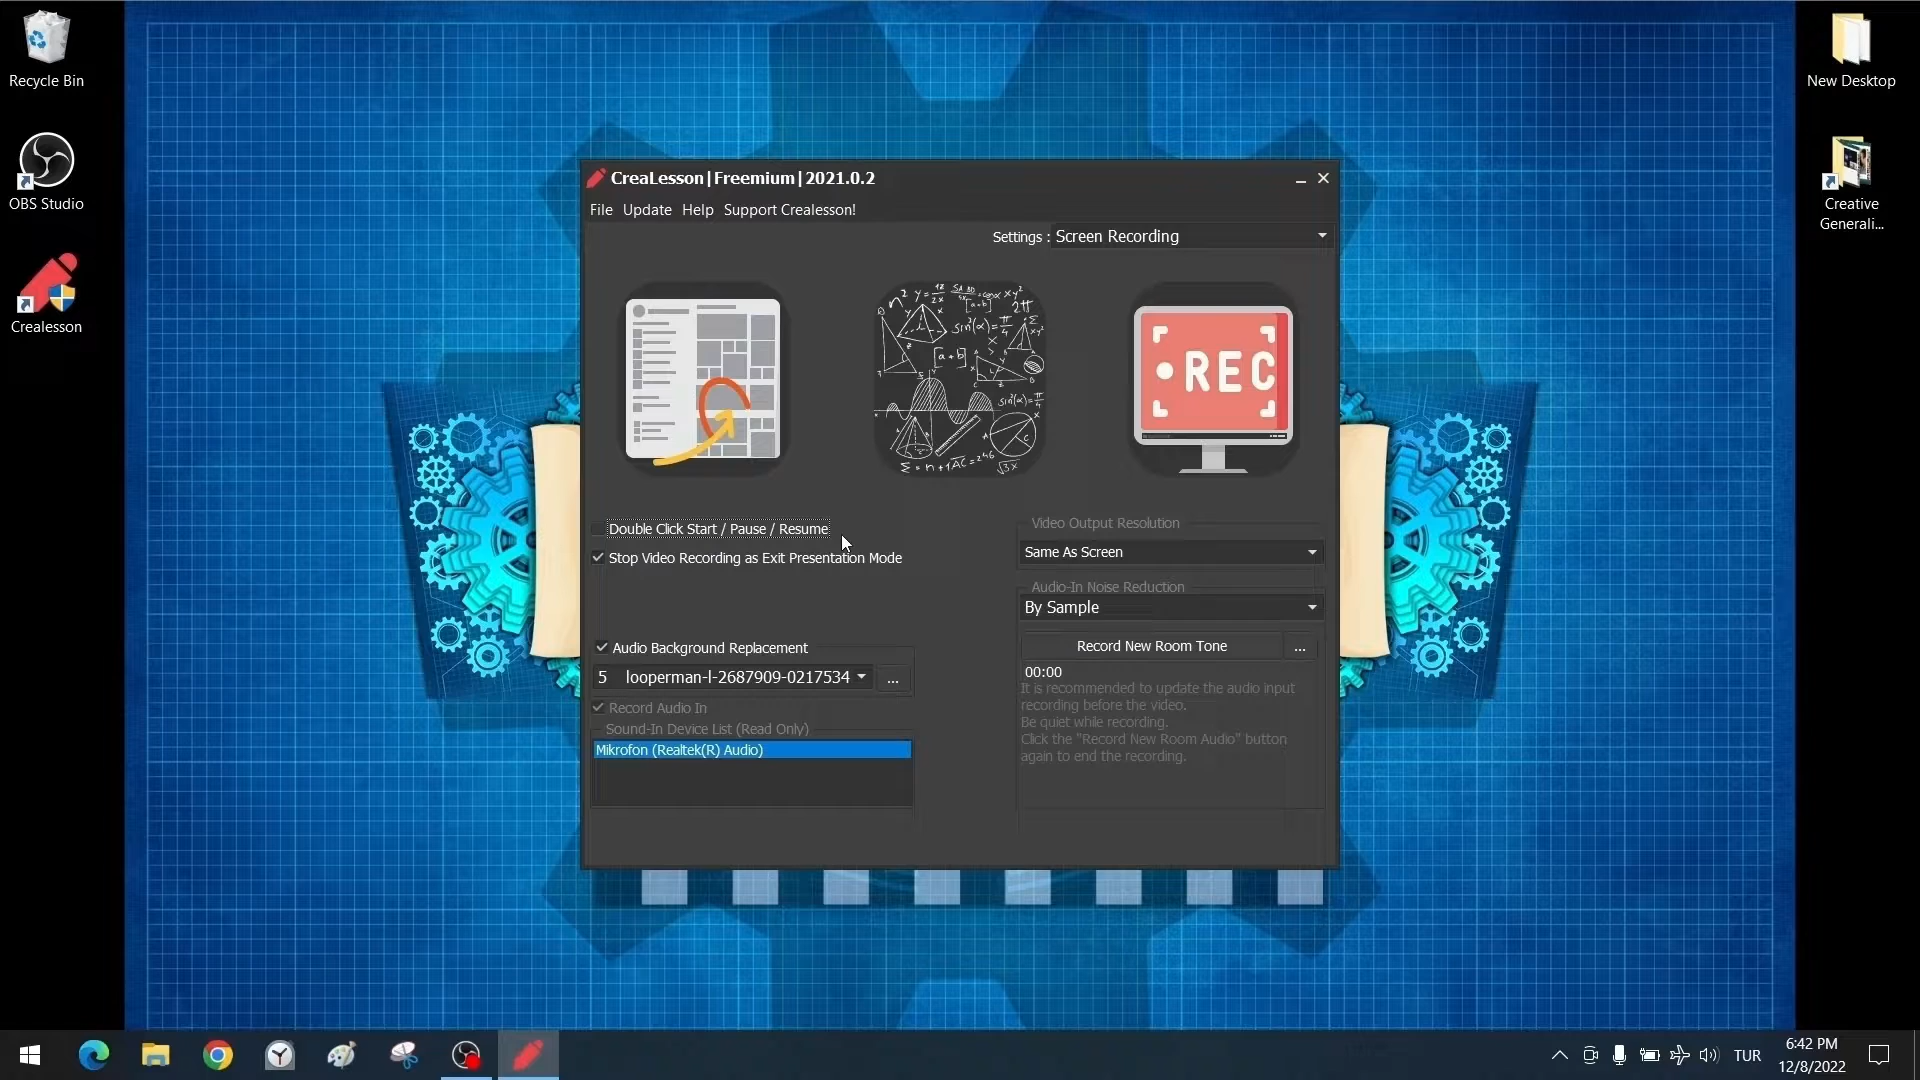 Recycle Bin
OBS Studio
Crealesson
New Desktop
Creative
Generali...
CreaLesson|Freemium|2021.0.2
File Update Help Support Crealesson!
Settings : Screen Recording
REC
Double Click Start / Pause / Resume
Stop Video Recording as Exit Presentation Mode
Audio Background Replacement
5 looperman-l-2687909-0217534
...
Record Audio In
Sound-In Device List (Read Only)
Mikrofon (Realtek(R) Audio)
Video Output Resolution
Same As Screen
Audio-In Noise Reduction
By Sample
Record New Room Tone
...
00:00
It is recommended to update the audio input
recording before the video.
Be quiet while recording.
Click the "Record New Room Audio" button
again to end the recording.
TUR
6:42 PM
12/8/2022